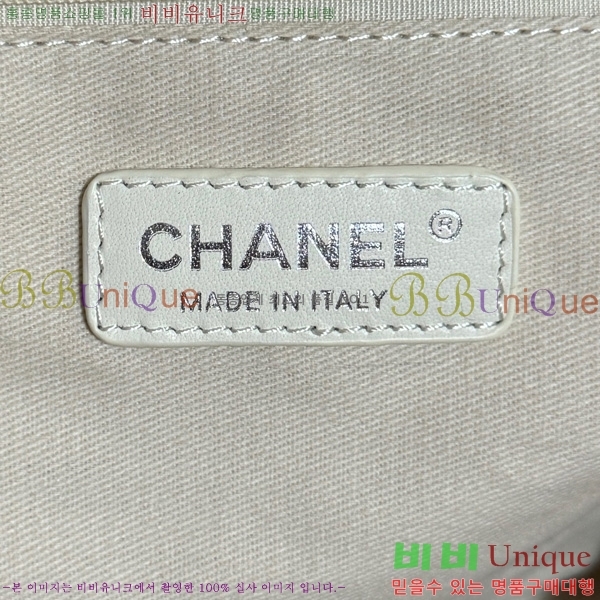 비비유니크
CHANEL®
MADE IN ITALY
BBUniQue BBUniQue
비비 Unique
-본 이미지는 비비유니크에서 촬영한 100% 실사 이미지 입니다.-
믿을수 있는 명품구매대행